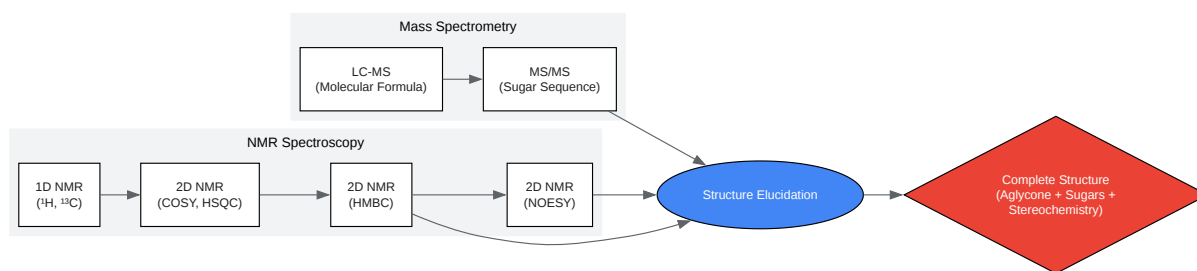 Mass Spectrometry
LC-MS
(Molecular Formula)
MS/MS
(Sugar Sequence)
NMR Spectroscopy
1D NMR
(¹H, ¹³C)
2D NMR
(COSY, HSQC)
2D NMR
(HMBC)
2D NMR
(NOESY)
Structure Elucidation
Complete Structure
(Aglycone + Sugars +
Stereochemistry)